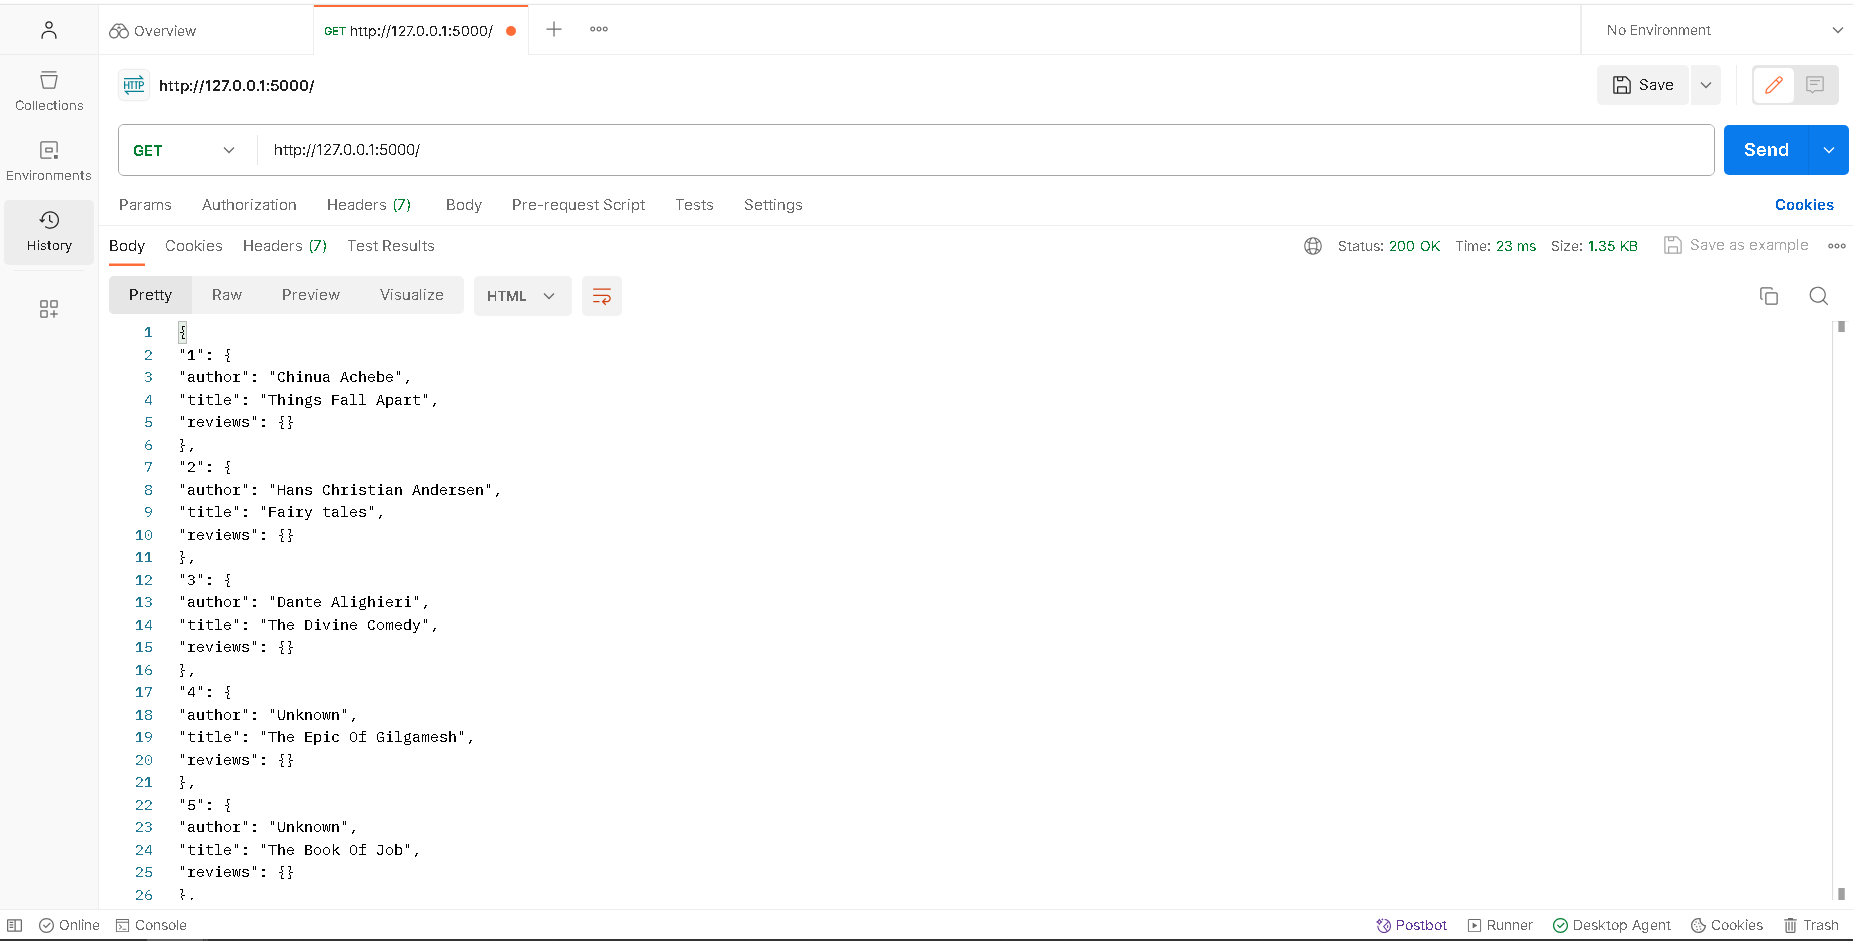 Overview
GET http://127.0.0.1:5000/
No Environment
Collections
Environments
History
HTTP http://127.0.0.1:5000/
Save
GET http://127.0.0.1:5000/
Send
Params Authorization Headers (7) Body Pre-request Script Tests Settings
Cookies
Body Cookies Headers (7) Test Results
Status: 200 OK Time: 23 ms Size: 1.35 KB Save as example
Pretty Raw Preview Visualize HTML
1 {
2 "1": {
3 "author": "Chinua Achebe",
4 "title": "Things Fall Apart",
5 "reviews": {}
6 },
7 "2": {
8 "author": "Hans Christian Andersen",
9 "title": "Fairy tales",
10 "reviews": {}
11 },
12 "3": {
13 "author": "Dante Alighieri",
14 "title": "The Divine Comedy",
15 "reviews": {}
16 },
17 "4": {
18 "author": "Unknown",
19 "title": "The Epic Of Gilgamesh",
20 "reviews": {}
21 },
22 "5": {
23 "author": "Unknown",
24 "title": "The Book Of Job",
25 "reviews": {}
26 },
Online Console
Postbot Runner Desktop Agent Cookies Trash